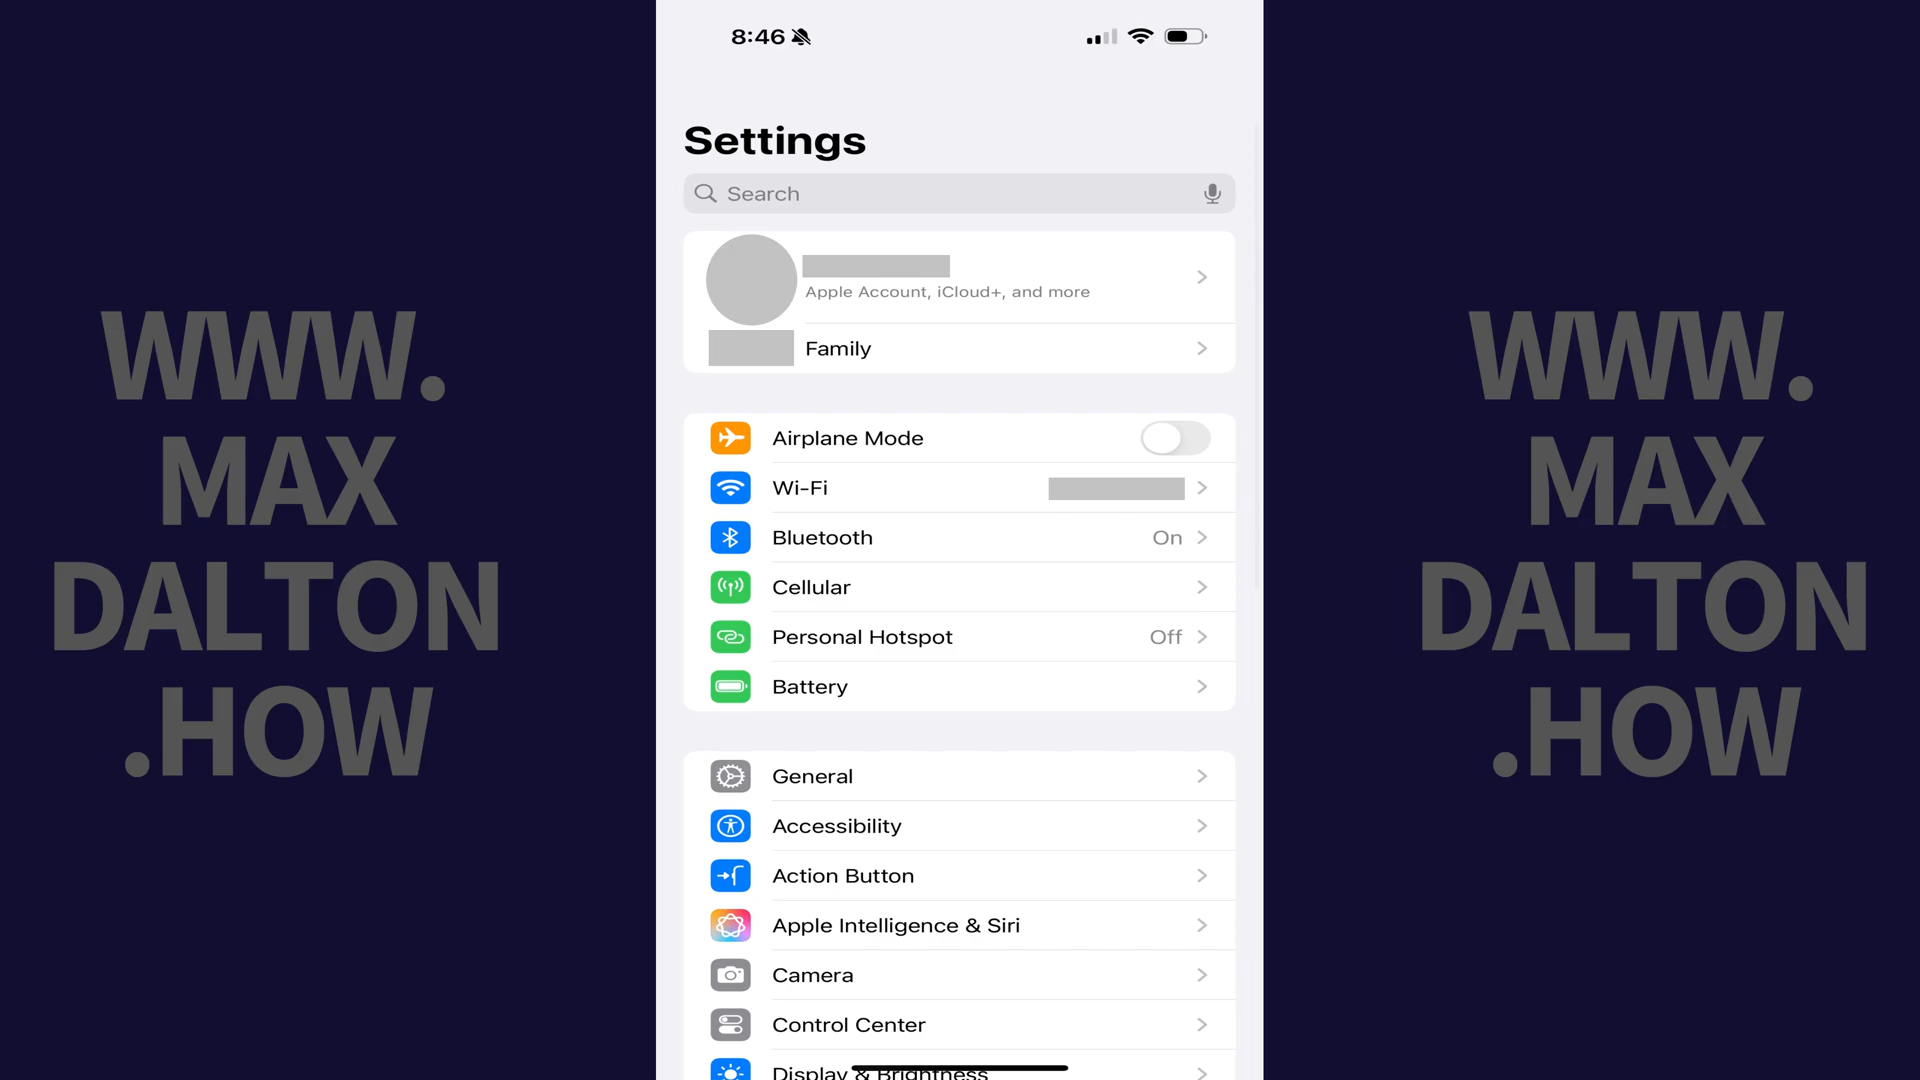 WWW.
MAX
DALTON
.HOW
8:46
Settings
Search
Apple Account, iCloud+, and more
Family
Airplane Mode
Wi-Fi
Bluetooth On
Cellular
Personal Hotspot Off
Battery
General
Accessibility
Action Button
Apple Intelligence & Siri
Camera
Control Center
Display & Brightness
WWW.
MAX
DALTON
.HOW